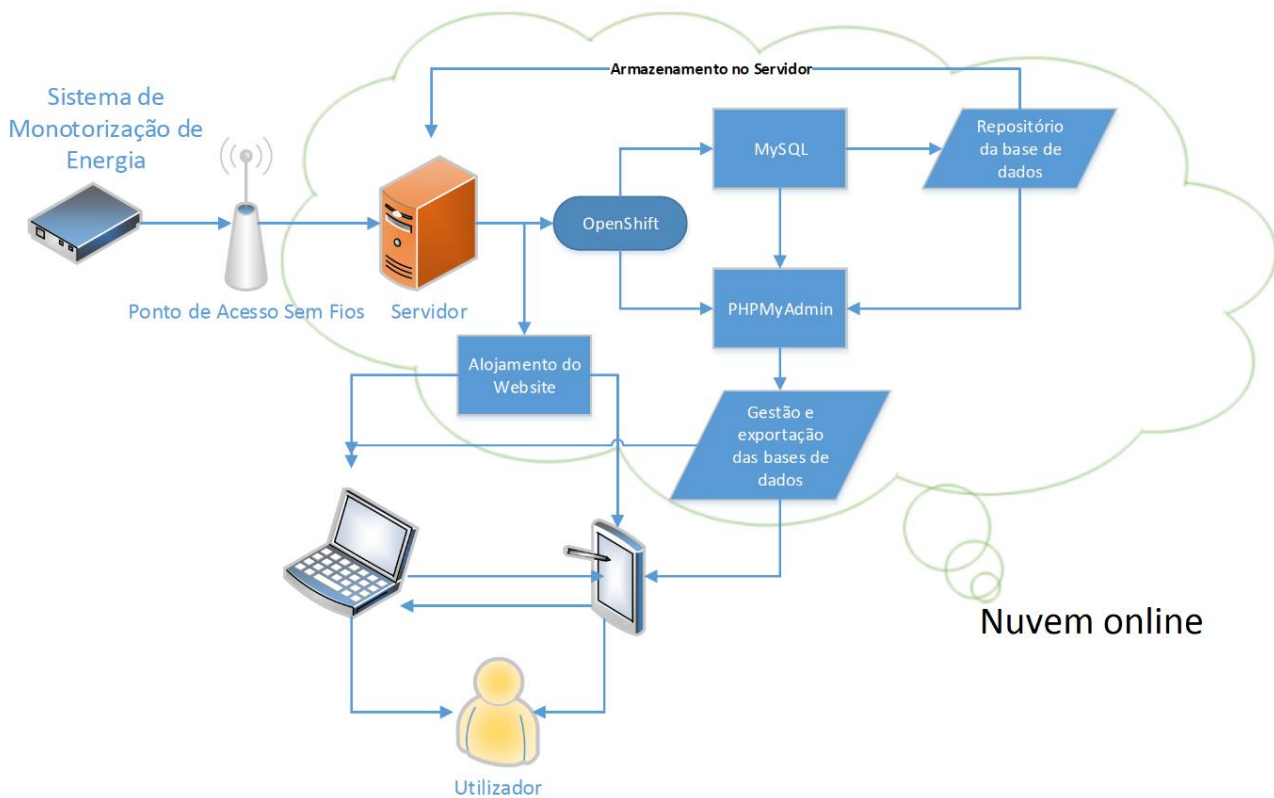 Armazenamento no Servidor
Sistema de
Monotorização de
Energia
MySQL
Repositório
da base de
dados
OpenShift
Ponto de Acesso Sem Fios
Servidor
PHPMyAdmin
Alojamento do
Website
Gestão e
exportação
das bases de
dados
Nuvem online
Utilizador